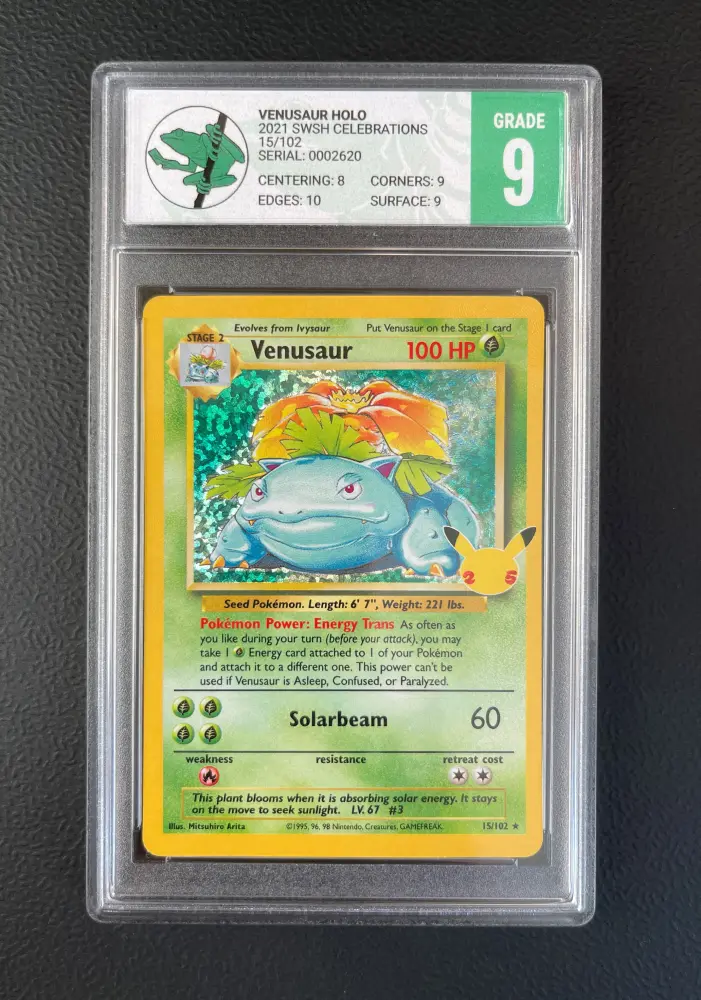 VENUSAUR HOLO
2021 SWSH CELEBRATIONS
15/102
SERIAL: 0002620
CENTERING: 8 CORNERS: 9
EDGES: 10 SURFACE: 9
GRADE
9
Evolves from Ivysaur Put Venusaur on the Stage 1 card
STAGE 2
Venusaur 100 HP
25
Seed Pokémon. Length: 6' 7", Weight: 221 lbs.
Pokémon Power: Energy Trans As often as
you like during your turn (before your attack), you may
take 1 Energy card attached to 1 of your Pokémon
and attach it to a different one. This power can't be
used if Venusaur is Asleep, Confused, or Paralyzed.
Solarbeam 60
weakness resistance retreat cost
This plant blooms when it is absorbing solar energy. It stays
on the move to seek sunlight. LV. 67 #3
Illus. Mitsuhiro Arita ©1995, 96, 98 Nintendo, Creatures, GAMEFREAK. 15/102 ★